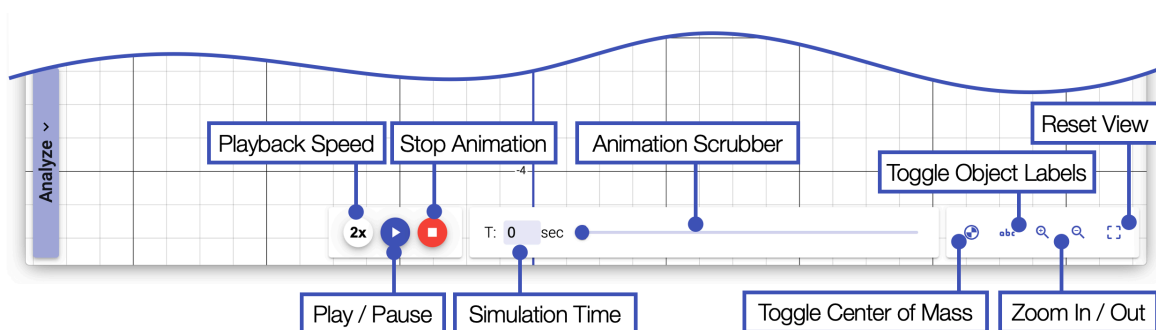 Reset View
Playback Speed
Stop Animation
Animation Scrubber
Toggle Object Labels
Analyze
-4
2x
T: 0 sec
abc
Play / Pause
Simulation Time
Toggle Center of Mass
Zoom In / Out